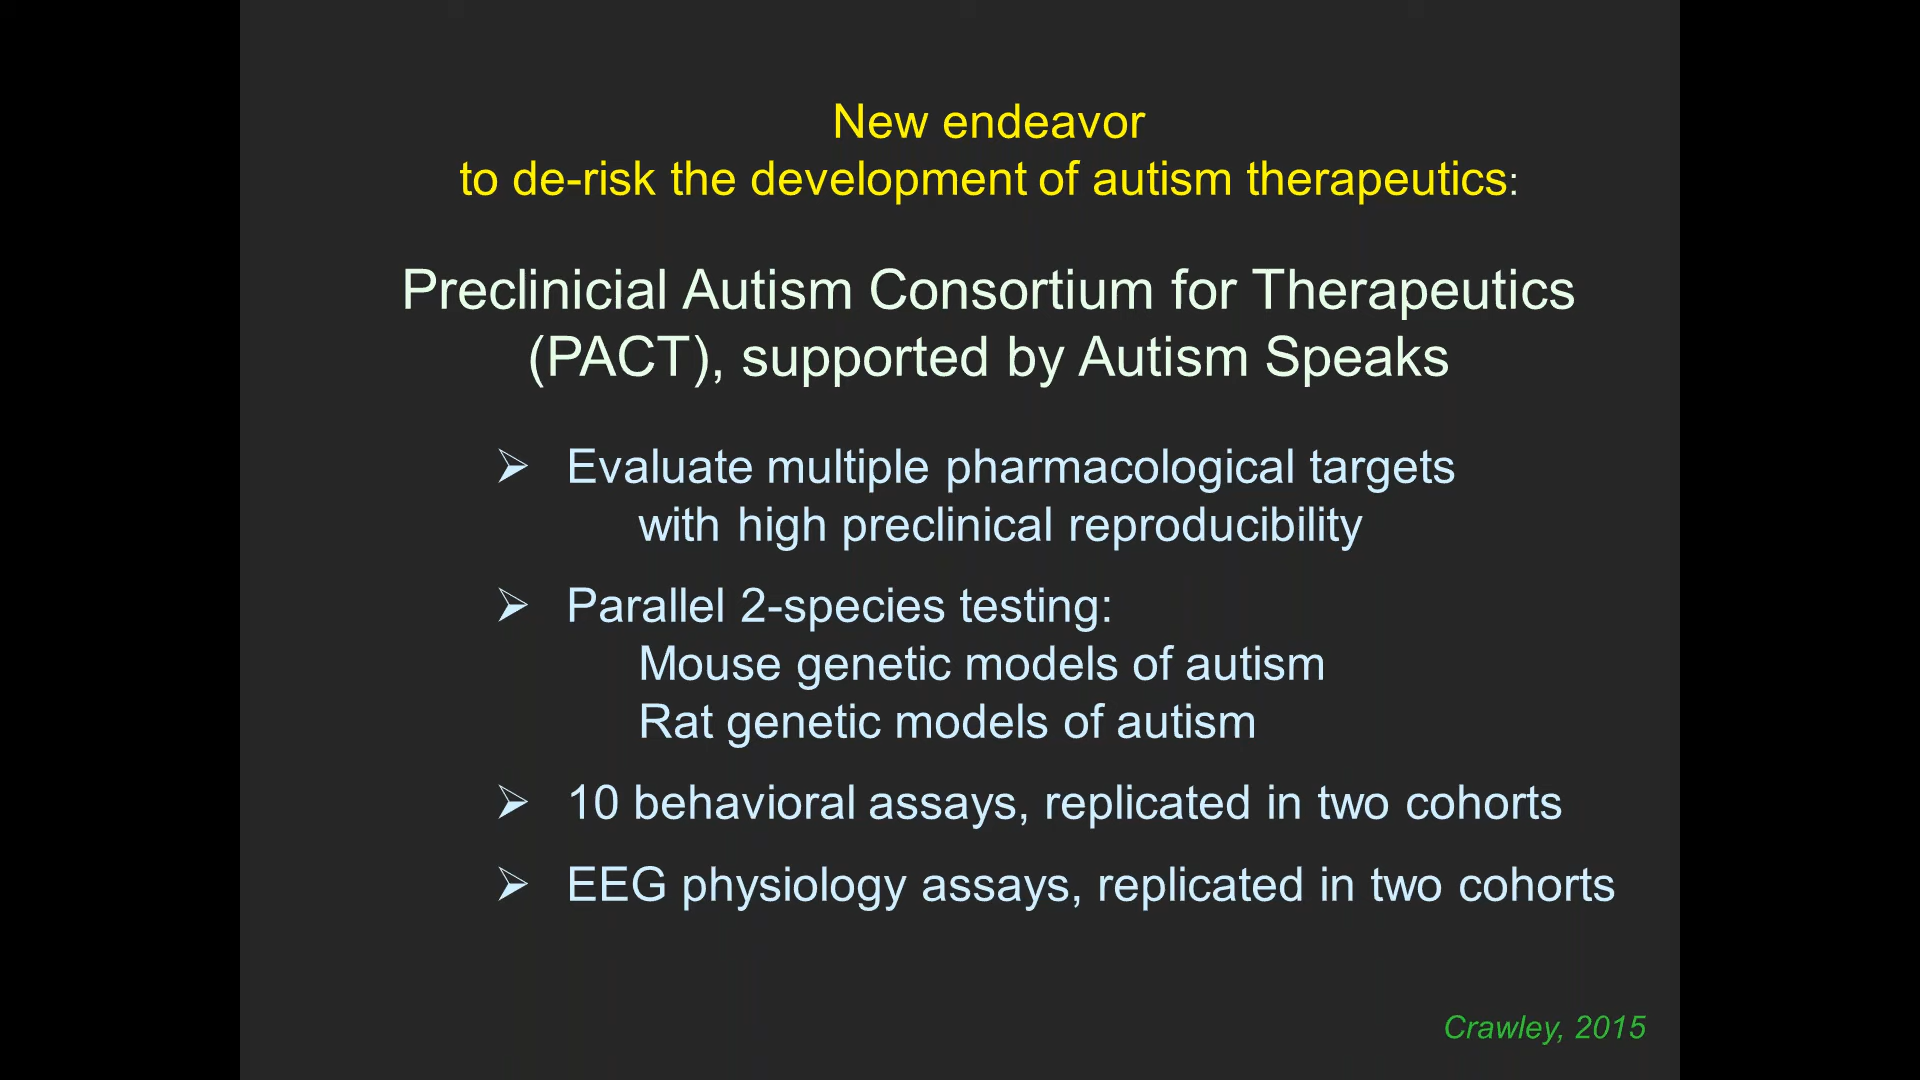 New endeavor
to de-risk the development of autism therapeutics:
Preclinicial Autism Consortium for Therapeutics
(PACT), supported by Autism Speaks
➢ Evaluate multiple pharmacological targets
with high preclinical reproducibility
➢ Parallel 2-species testing:
Mouse genetic models of autism
Rat genetic models of autism
➢ 10 behavioral assays, replicated in two cohorts
➢ EEG physiology assays, replicated in two cohorts
Crawley, 2015